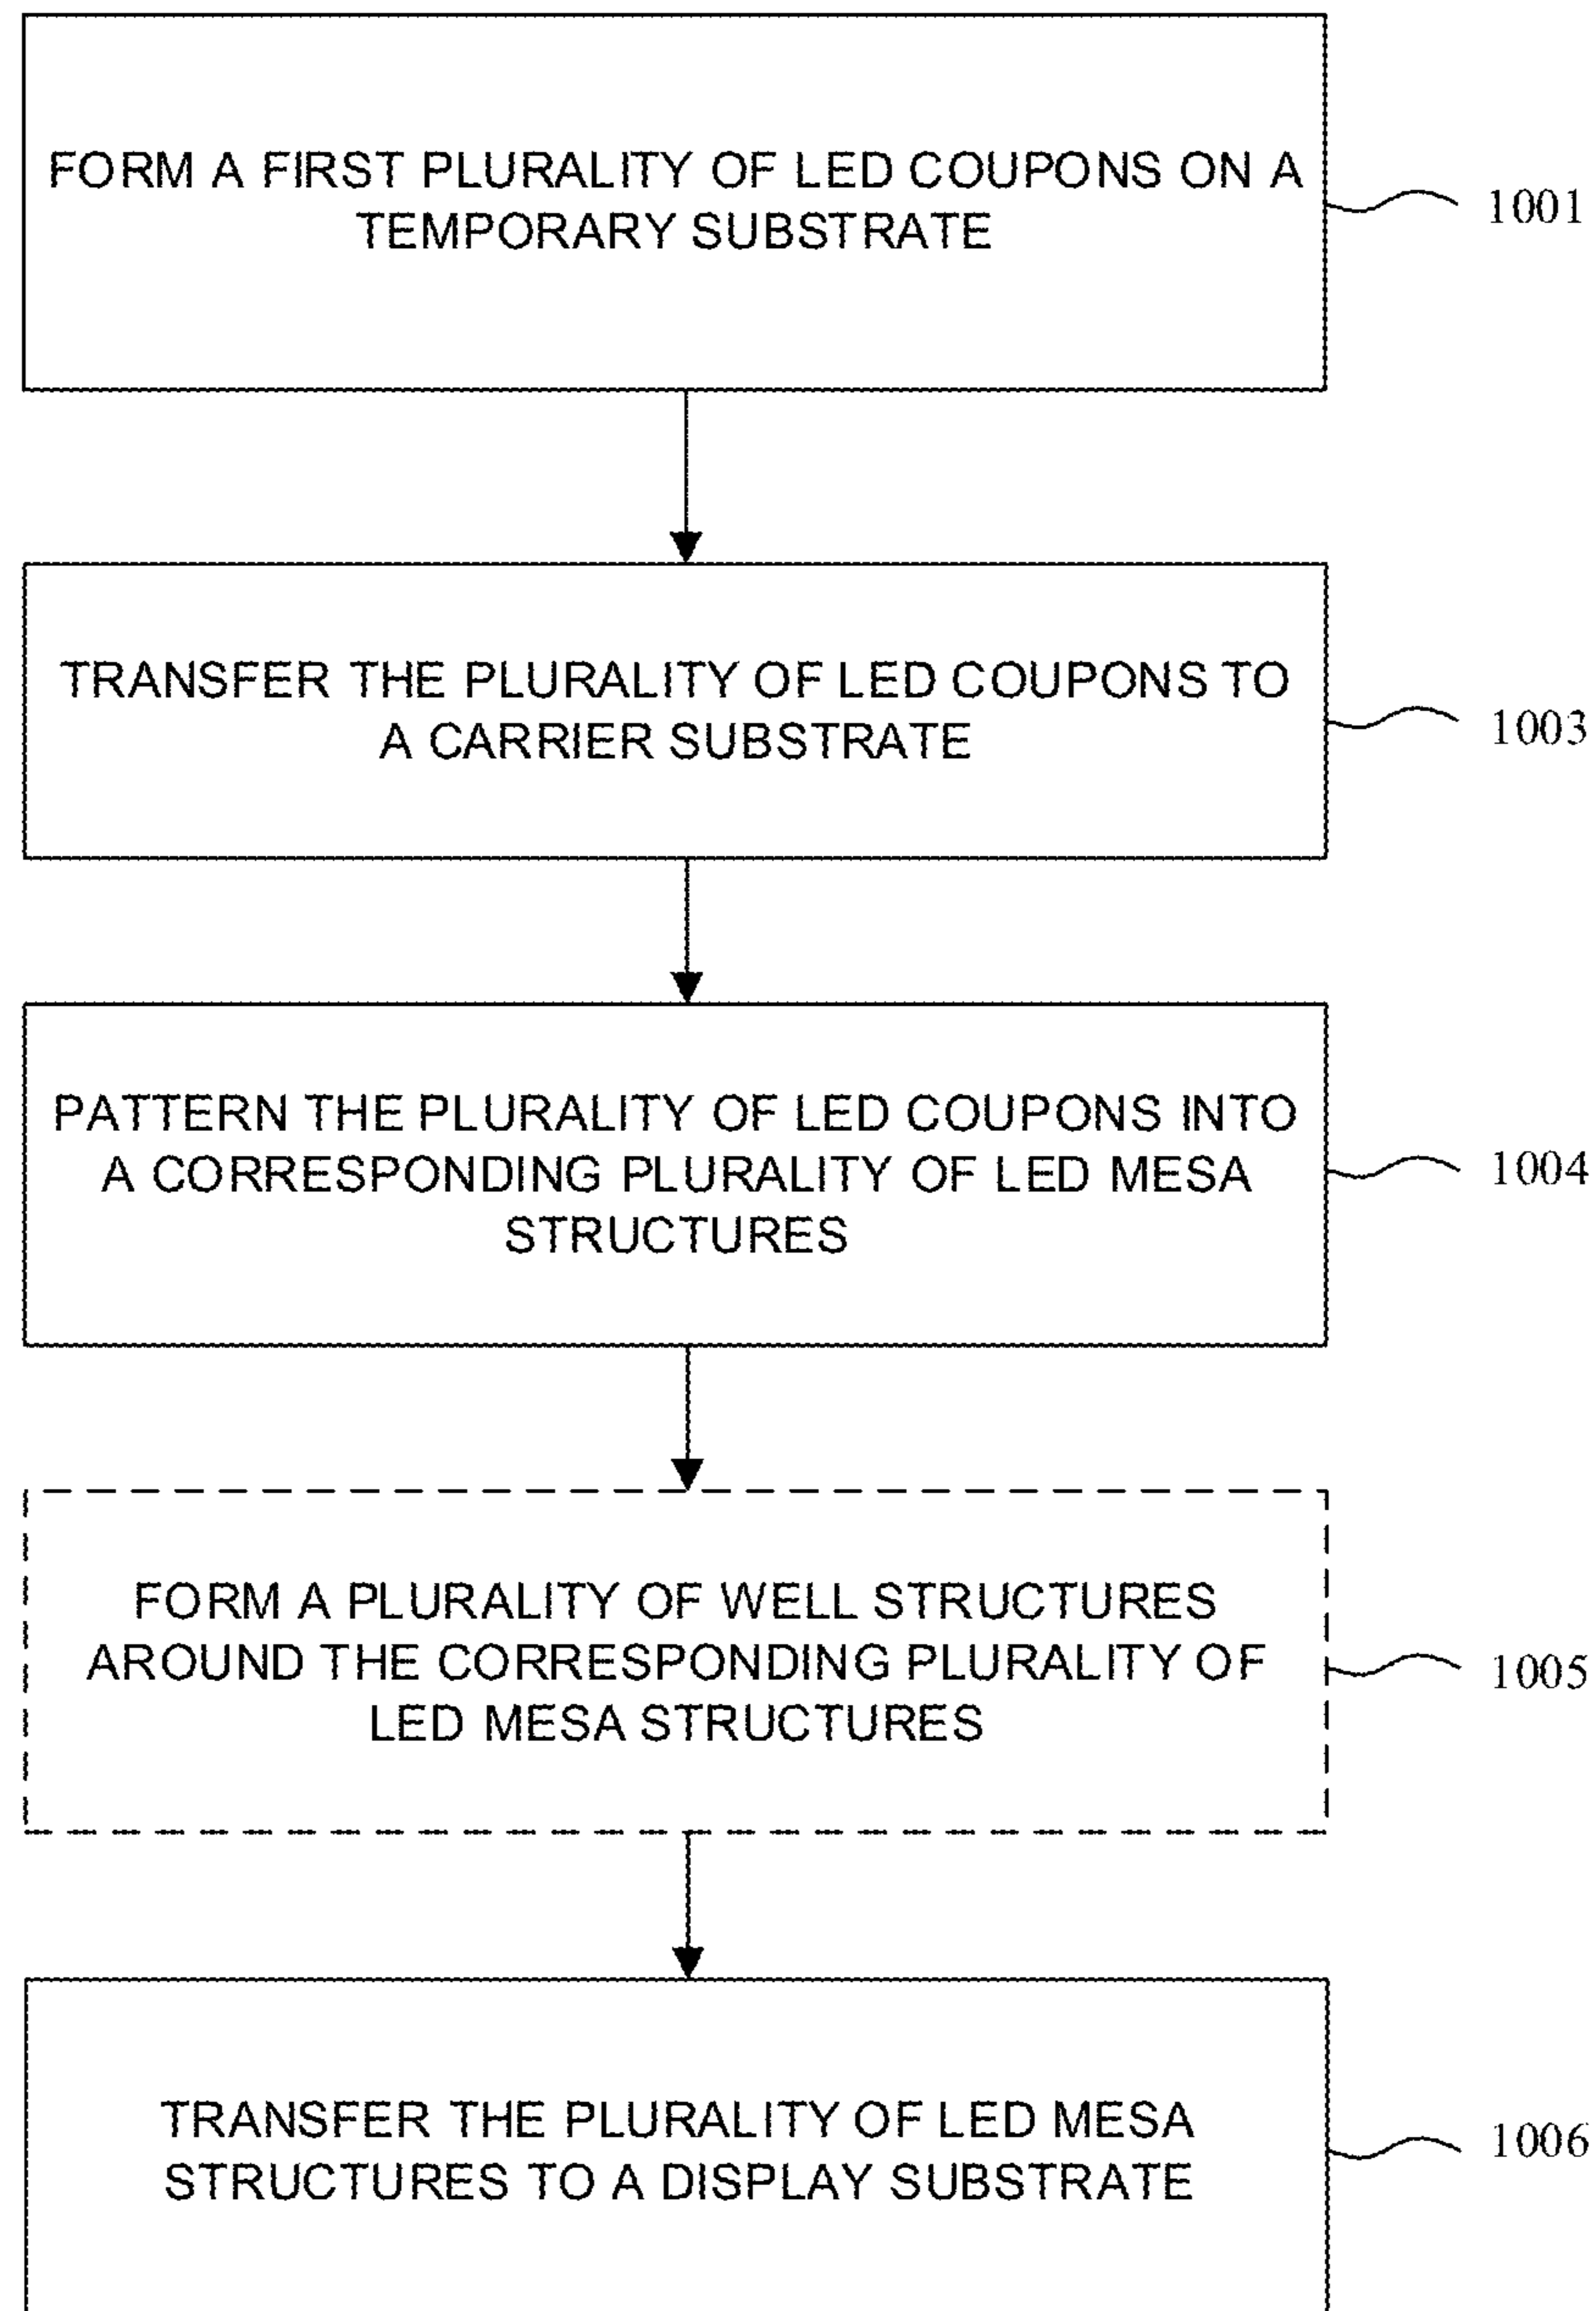 FORM A FIRST PLURALITY OF LED COUPONS ON A
TEMPORARY SUBSTRATE
1001
TRANSFER THE PLURALITY OF LED COUPONS TO
A CARRIER SUBSTRATE
1003
PATTERN THE PLURALITY OF LED COUPONS INTO
A CORRESPONDING PLURALITY OF LED MESA
STRUCTURES
1004
FORM A PLURALITY OF WELL STRUCTURES
AROUND THE CORRESPONDING PLURALITY OF
LED MESA STRUCTURES
1005
TRANSFER THE PLURALITY OF LED MESA
STRUCTURES TO A DISPLAY SUBSTRATE
1006